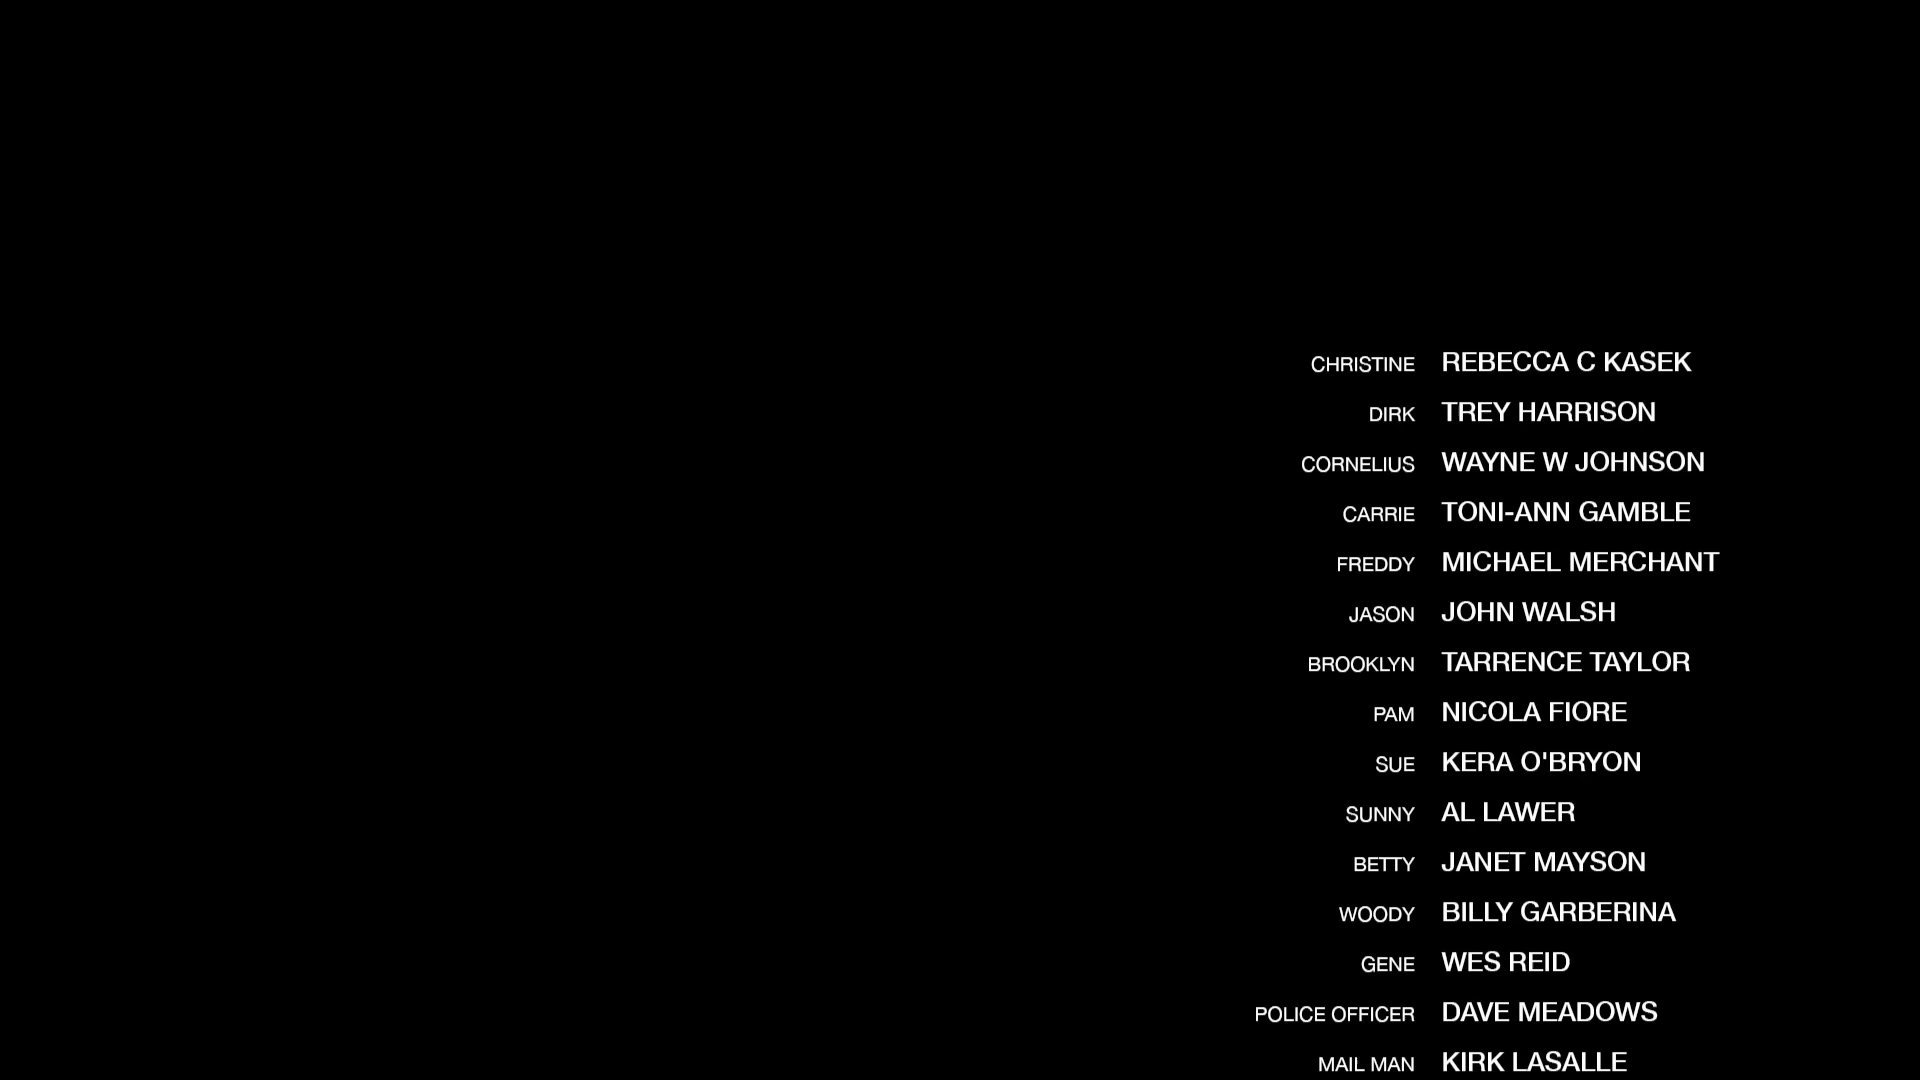 CHRISTINE REBECCA C KASEK
DIRK TREY HARRISON
CORNELIUS WAYNE W JOHNSON
CARRIE TONI-ANN GAMBLE
FREDDY MICHAEL MERCHANT
JASON JOHN WALSH
BROOKLYN TARRENCE TAYLOR
PAM NICOLA FIORE
SUE KERA O'BRYON
SUNNY AL LAWER
BETTY JANET MAYSON
WOODY BILLY GARBERINA
GENE WES REID
POLICE OFFICER DAVE MEADOWS
MAIL MAN KIRK LASALLE